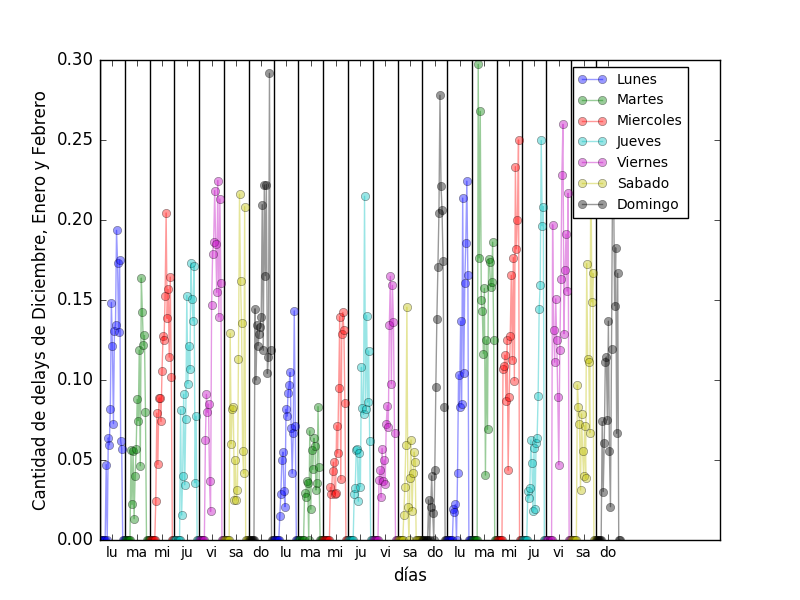 Cantidad de delays de Diciembre, Enero y Febrero
0.30
0.25
0.20
0.15
0.10
0.05
0.00
Lunes
Martes
Miercoles
Jueves
Viernes
Sabado
Domingo
lu ma mi ju vi sa do lu ma mi ju vi sa do lu ma mi ju vi sa do
días